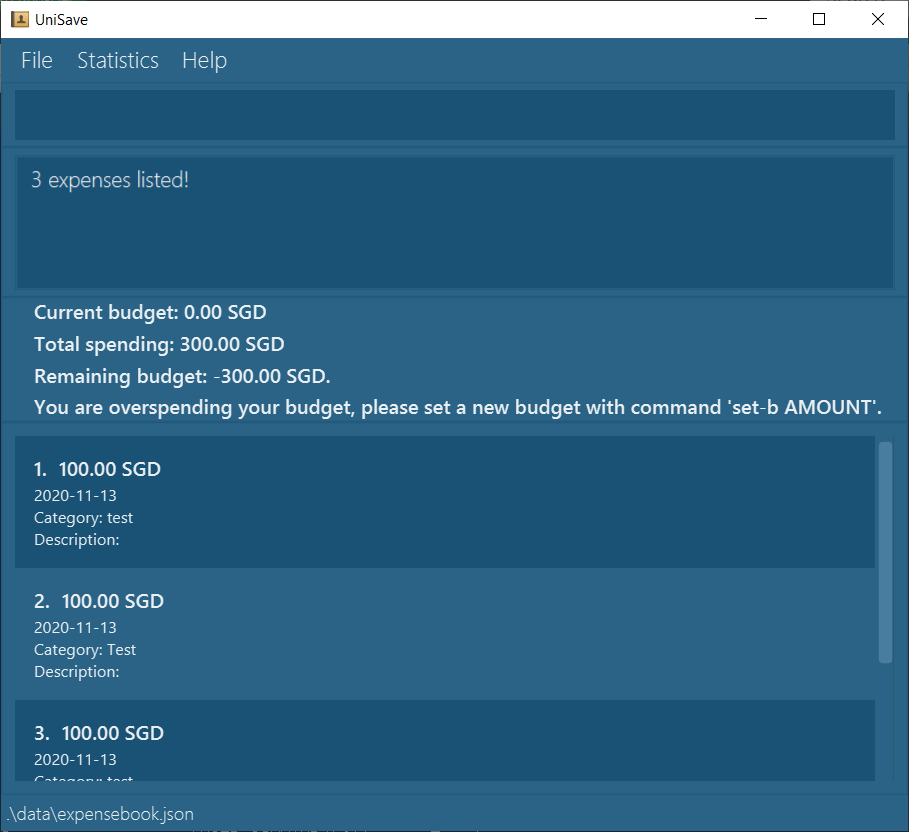 UniSave
File Statistics Help
3 expenses listed!
Current budget: 0.00 SGD
Total spending: 300.00 SGD
Remaining budget: -300.00 SGD.
You are overspending your budget, please set a new budget with command 'set-b AMOUNT'.
1. 100.00 SGD
2020-11-13
Category: test
Description:
2. 100.00 SGD
2020-11-13
Category: Test
Description:
3. 100.00 SGD
2020-11-13
Category: test
.\data\expensebook.json